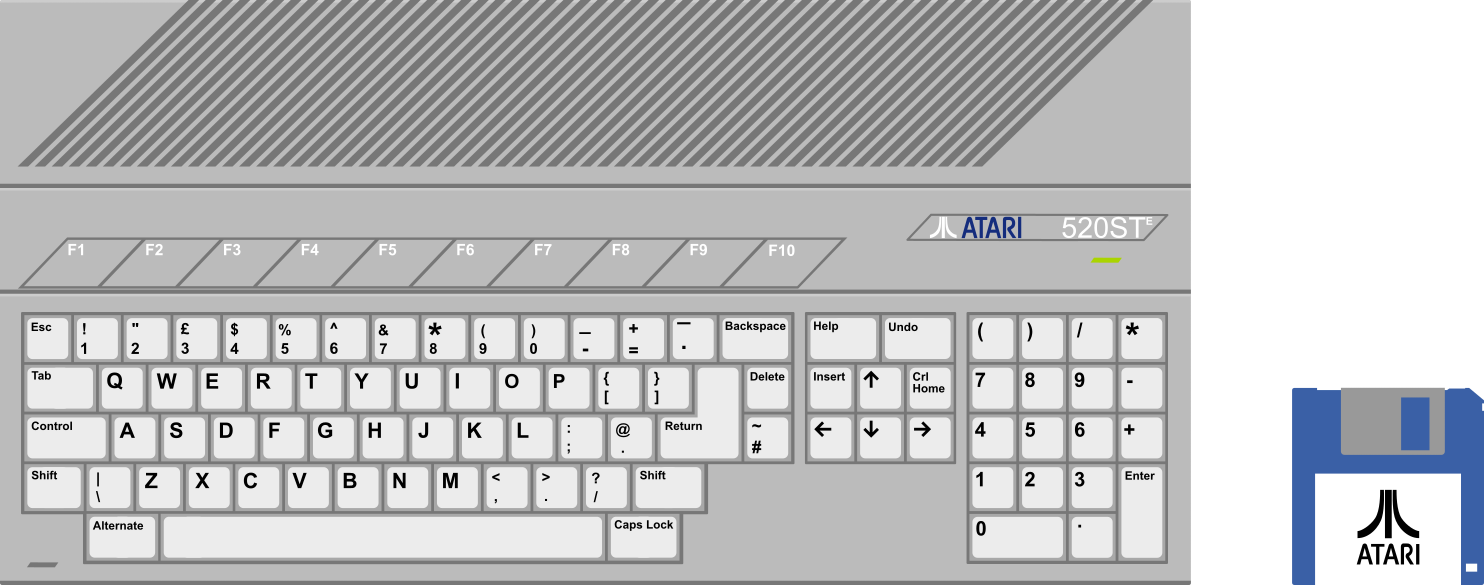 ATARI 520STE
F1 F2 F3 F4 F5 F6 F7 F8 F9 F10
Esc ! " £ $ % ^ & * ( ) _ + ¯ Backspace
1 2 3 4 5 6 7 8 9 0 - = .
Help Undo
( ) / *
Tab Q W E R T Y U I O P { } Delete
[ ]
Insert ↑ Crl
Home
7 8 9 -
Control A S D F G H J K L : @ Return ~
; . #
← ↓ →
4 5 6 +
Shift | Z X C V B N M < > ? Shift
\ , . /
1 2 3 Enter
Alternate Caps Lock
0 .
ATARI